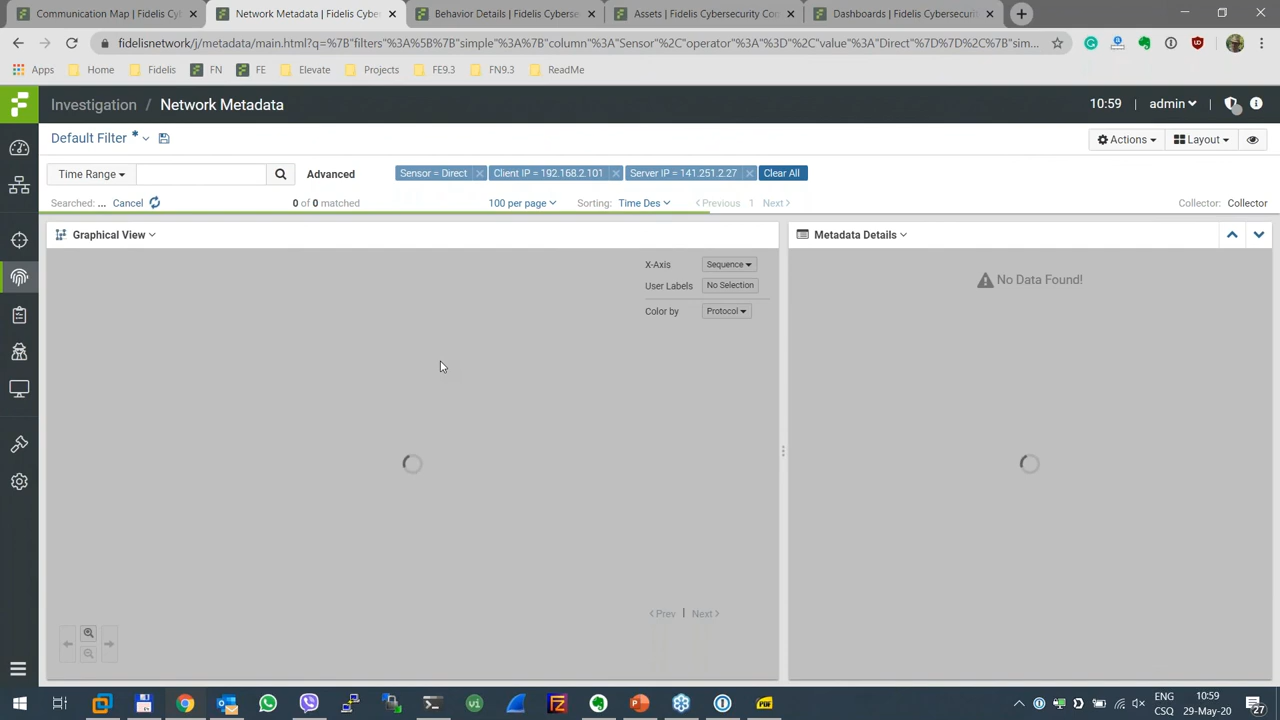 Communication Map | Fidelis Cy
Network Metadata | Fidelis Cybe
Behavior Details | Fidelis Cyberse
Assets | Fidelis Cybersecurity Co
Dashboards | Fidelis Cybersecurit
fidelisnetwork/j/metadata/main.html?q=%7B"filters"%3A%5B%7B"simple"%3A%7B"column"%3A"Sensor"%2C"operator"%3A"%3D"%2C"value"%3A"Direct"%7D%7D%2C%7B"sim...
Apps Home Fidelis FN FE Elevate Projects FE9.3 FN9.3 ReadMe
Investigation / Network Metadata
10:59 | admin
Default Filter *
Actions Layout
Time Range
Advanced
Sensor = Direct
Client IP = 192.168.2.101
Server IP = 141.251.2.27
Clear All
Searched: ... Cancel
0 of 0 matched
100 per page
Sorting: Time Des
Previous 1 Next
Collector: Collector
Graphical View
Metadata Details
X-Axis Sequence
User Labels No Selection
Color by Protocol
No Data Found!
Prev | Next
ENG
CSQ
10:59
29-May-20
27